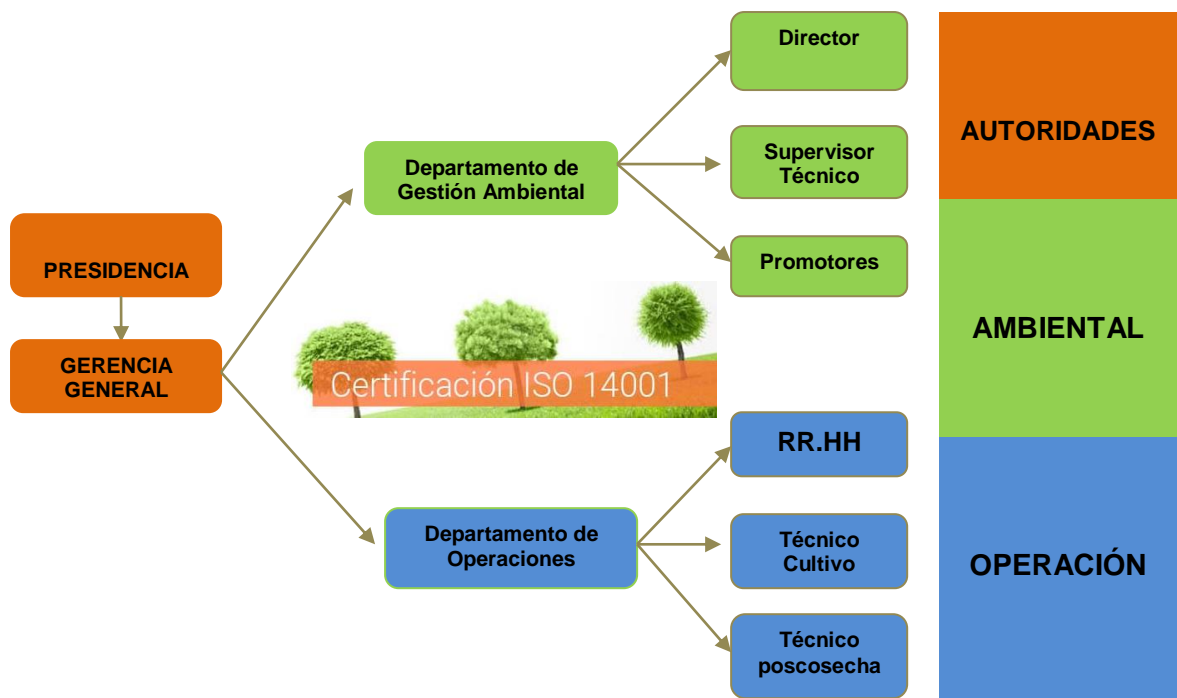 PRESIDENCIA
GERENCIA
GENERAL
Departamento de
Gestión Ambiental
Director
Supervisor
Técnico
Promotores
Certificación ISO 14001
Departamento de
Operaciones
RR.HH
Técnico
Cultivo
Técnico
poscosecha
AUTORIDADES
AMBIENTAL
OPERACIÓN